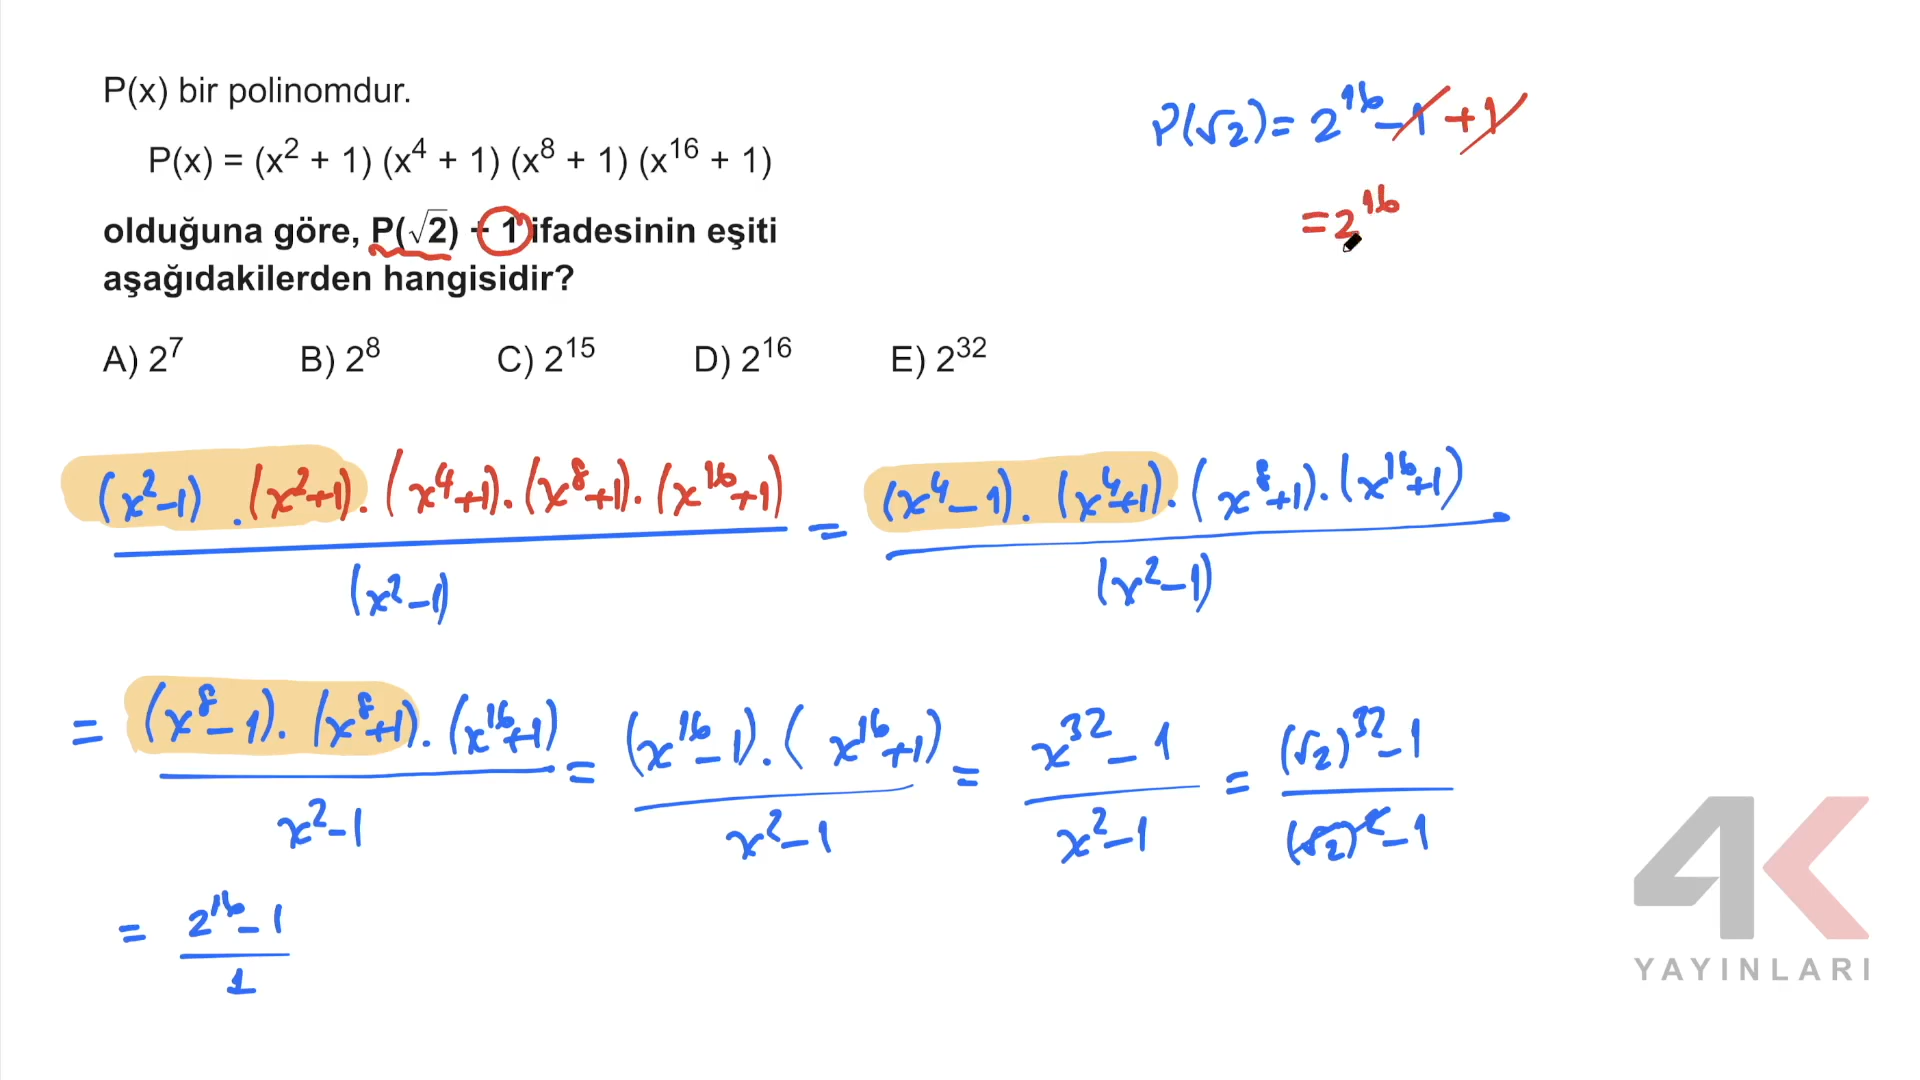 P(x) bir polinomdur.
P(x) = (x² + 1) (x⁴ + 1) (x⁸ + 1) (x¹⁶ + 1)
olduğuna göre, P(√2) + 1 ifadesinin eşiti
aşağıdakilerden hangisidir?
A) 2⁷ B) 2⁸ C) 2¹⁵ D) 2¹⁶ E) 2³²
P(√2) = 2¹⁶ - 1 + 1
= 2¹⁶
(x²-1) . (x²+1) . (x⁴+1) . (x⁸+1) . (x¹⁶+1) = (x⁴-1) . (x⁴+1) . (x⁸+1) . (x¹⁶+1)
(x²-1) (x²-1)
= (x⁸-1) . (x⁸+1) . (x¹⁶+1) = (x¹⁶-1) . (x¹⁶+1) = x³²-1 = (√2)³²-1
x²-1 x²-1 x²-1 (√2)²-1
= 2¹⁶-1
1
4K
YAYINLARI